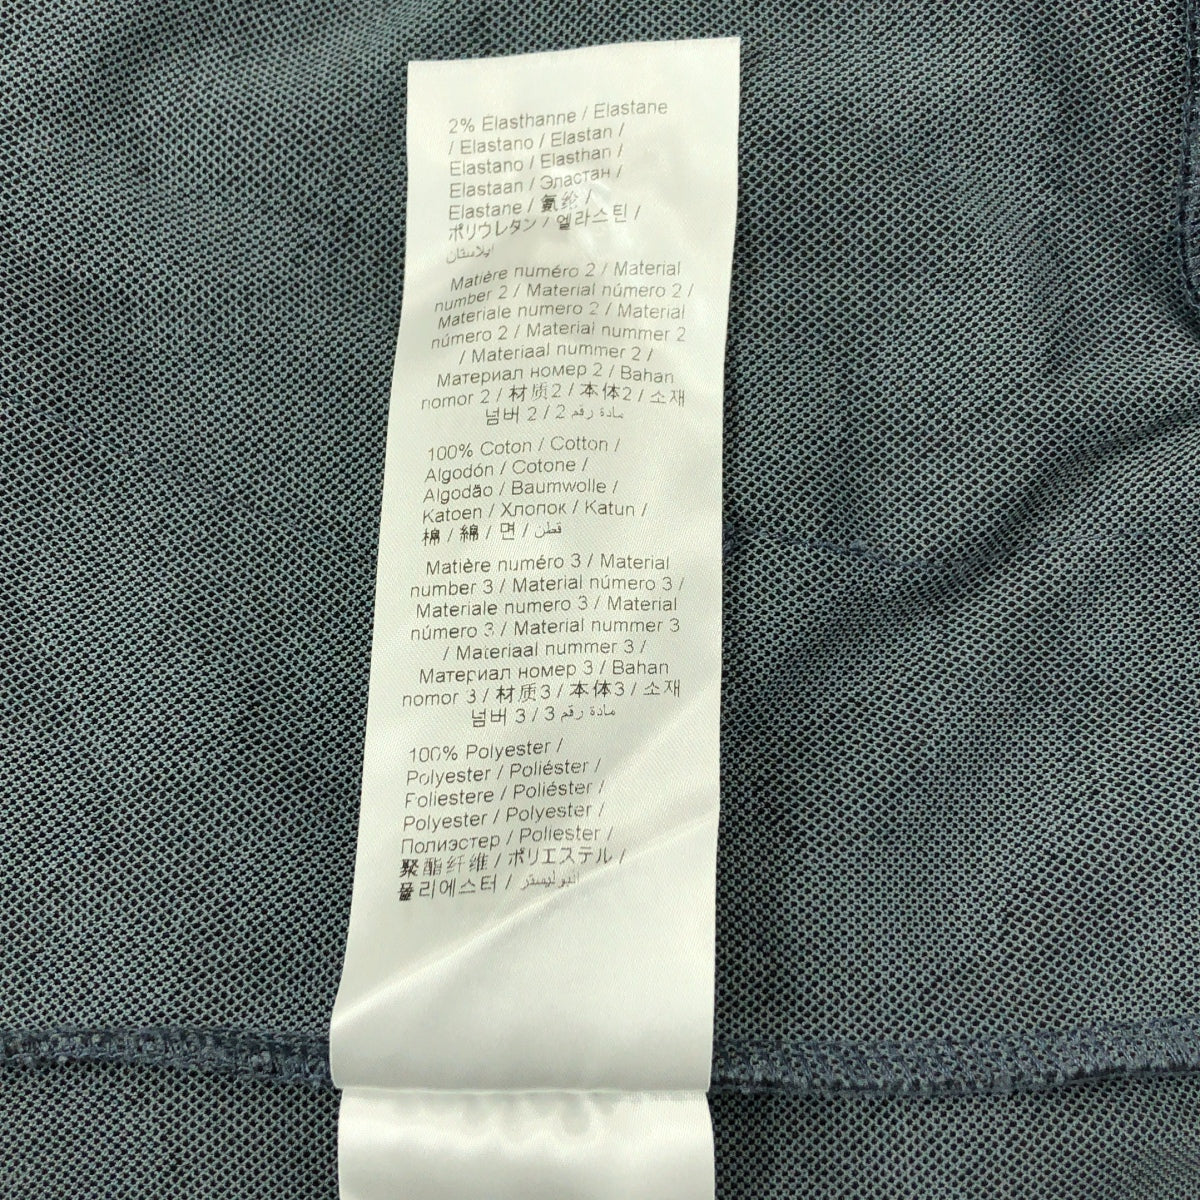 2% Élasthanne / Elastane
/ Elastano / Elastan /
Elastano / Elasthan /
Elastaan / Эластан /
Elastane / 氨纶 /
ポリウレタン / 엘라스틴 /
ايلاستان
Matière numéro 2 / Material
number 2 / Material número 2 /
Materiale numero 2 / Material
número 2 / Material nummer 2
/ Materiaal nummer 2 /
Материал номер 2 / Bahan
nomor 2 / 材质2 / 本体2 / 소재
넘버 2 / مادة رقم 2
100% Coton / Cotton /
Algodón / Cotone /
Algodão / Baumwolle /
Katoen / Хлопок / Katun /
棉 / 綿 / 면 / قطن
Matière numéro 3 / Material
number 3 / Material número 3 /
Materiale numero 3 / Material
número 3 / Material nummer 3
/ Materiaal nummer 3 /
Материал номер 3 / Bahan
nomor 3 / 材质3 / 本体3 / 소재
넘버 3 / مادة رقم 3
100% Polyester /
Polyester / Poliéster /
Poliestere / Poliéster /
Polyester / Polyester /
Полиэстер / Poliester /
聚酯纤维 / ポリエステル /
폴리에스터 /